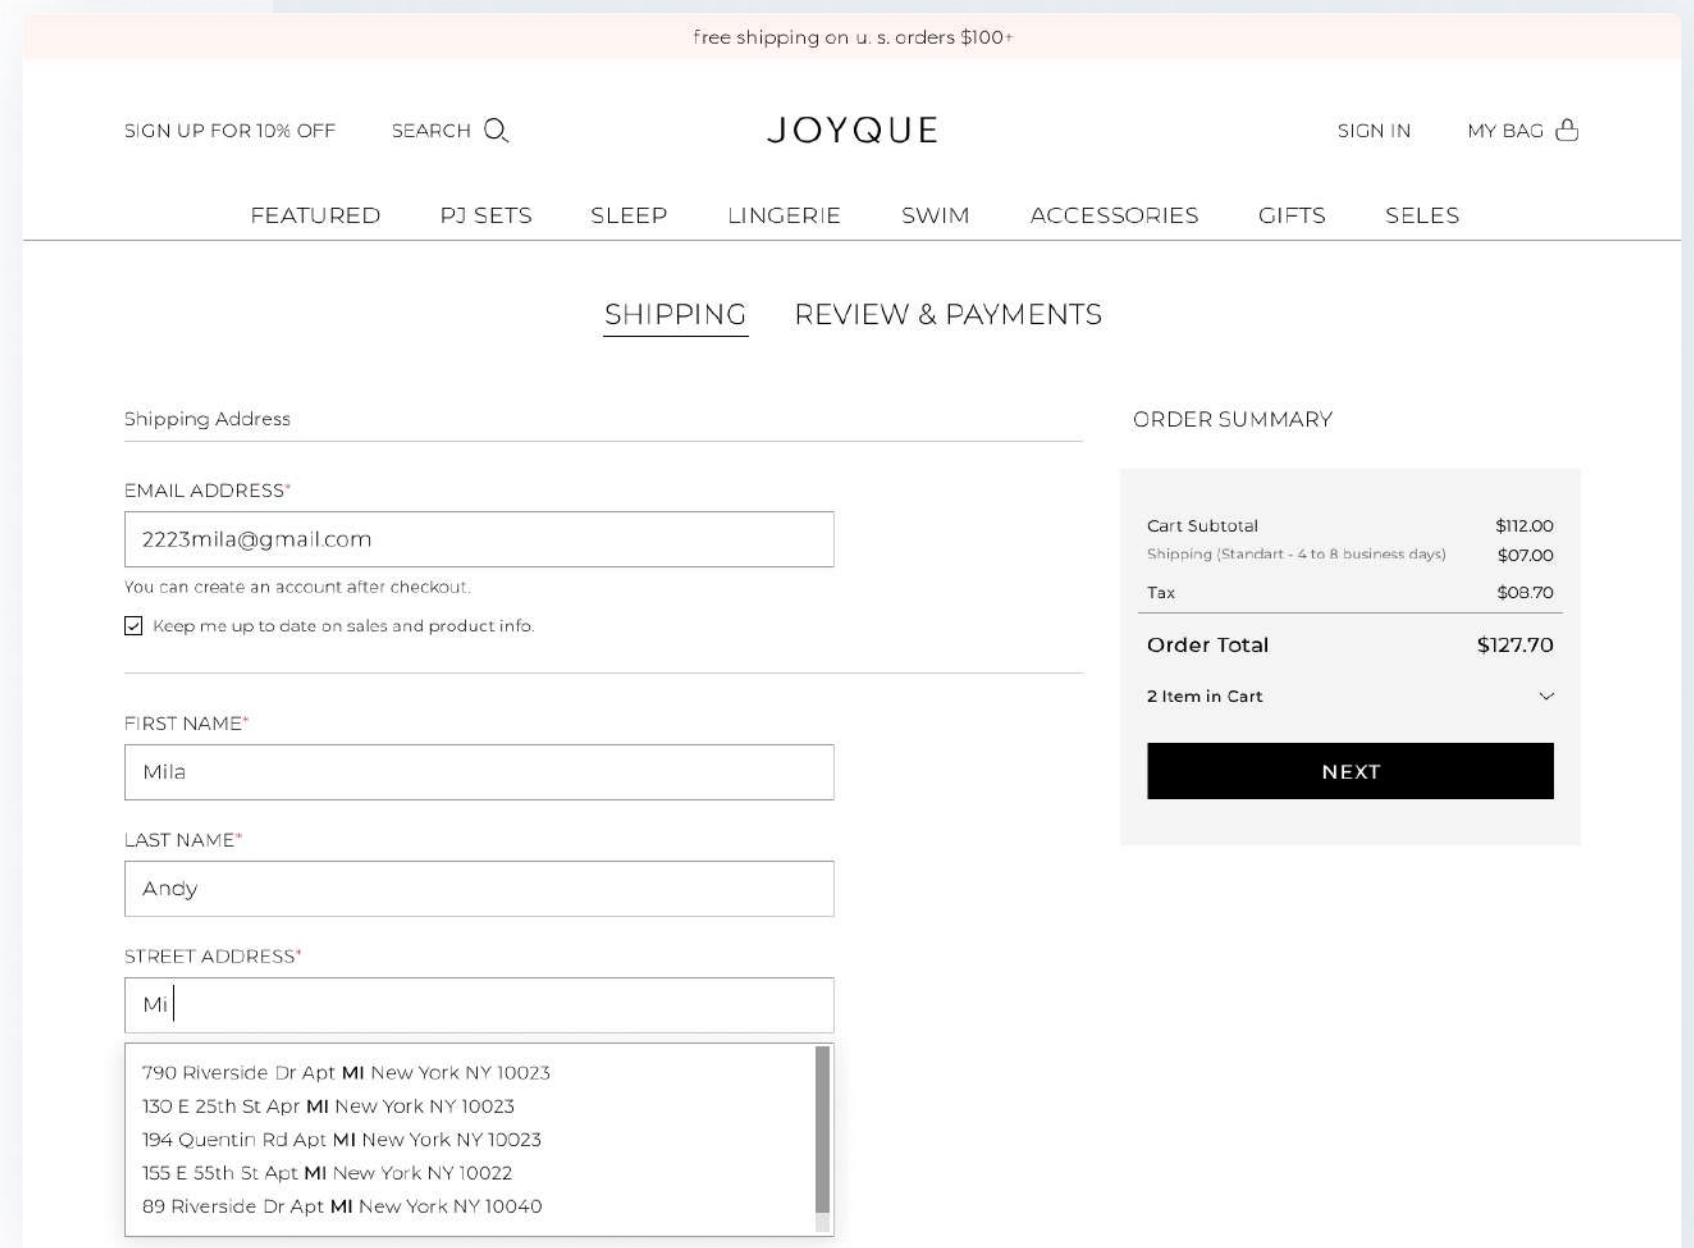 free shipping on u. s. orders $100+
SIGN UP FOR 10% OFF SEARCH JOYQUE SIGN IN MY BAG
FEATURED PJ SETS SLEEP LINGERIE SWIM ACCESSORIES GIFTS SELES
SHIPPING REVIEW & PAYMENTS
Shipping Address
EMAIL ADDRESS*
2223mila@gmail.com
You can create an account after checkout.
Keep me up to date on sales and product info.
FIRST NAME*
Mila
LAST NAME*
Andy
STREET ADDRESS*
Mi
790 Riverside Dr Apt MI New York NY 10023
130 E 25th St Apr MI New York NY 10023
194 Quentin Rd Apt MI New York NY 10023
155 E 55th St Apt MI New York NY 10022
89 Riverside Dr Apt MI New York NY 10040
ORDER SUMMARY
Cart Subtotal $112.00
Shipping (Standart - 4 to 8 business days) $07.00
Tax $08.70
Order Total $127.70
2 Item in Cart
NEXT